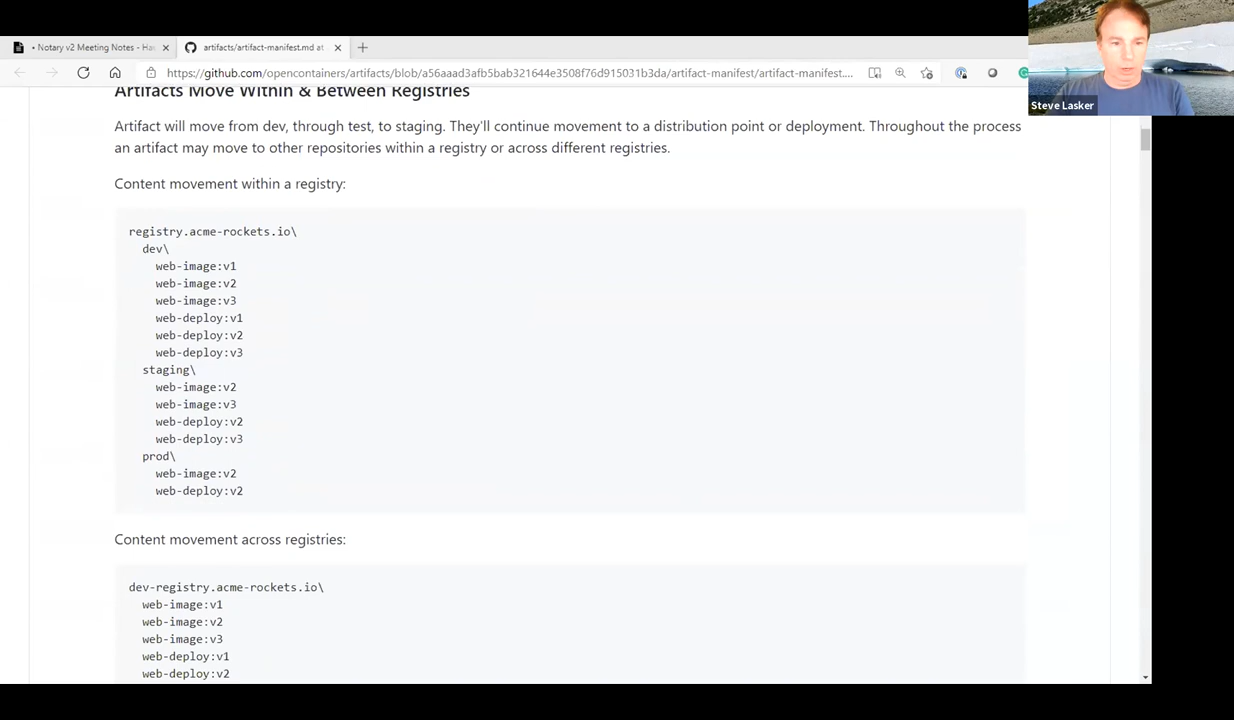 • Notary v2 Meeting Notes - Ha
artifacts/artifact-manifest.md at
https://github.com/opencontainers/artifacts/blob/a56aaad3afb5bab321644e3508f76d915031b3da/artifact-manifest/artifact-manifest....
Steve Lasker
Artifacts Move Within & Between Registries
Artifact will move from dev, through test, to staging. They'll continue movement to a distribution point or deployment. Throughout the process
an artifact may move to other repositories within a registry or across different registries.
Content movement within a registry:
registry.acme-rockets.io\
dev\
web-image:v1
web-image:v2
web-image:v3
web-deploy:v1
web-deploy:v2
web-deploy:v3
staging\
web-image:v2
web-image:v3
web-deploy:v2
web-deploy:v3
prod\
web-image:v2
web-deploy:v2
Content movement across registries:
dev-registry.acme-rockets.io\
web-image:v1
web-image:v2
web-image:v3
web-deploy:v1
web-deploy:v2